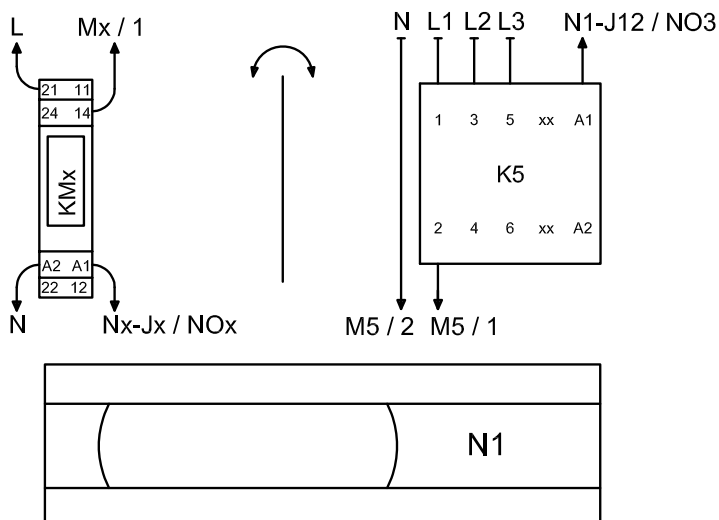 L Mx / 1
21 11
24 14
KMx
A2 A1
22 12
N Nx-Jx / NOx
N L1 L2 L3 N1-J12 / NO3
1 3 5 xx A1
K5
2 4 6 xx A2
M5 / 2 M5 / 1
N1